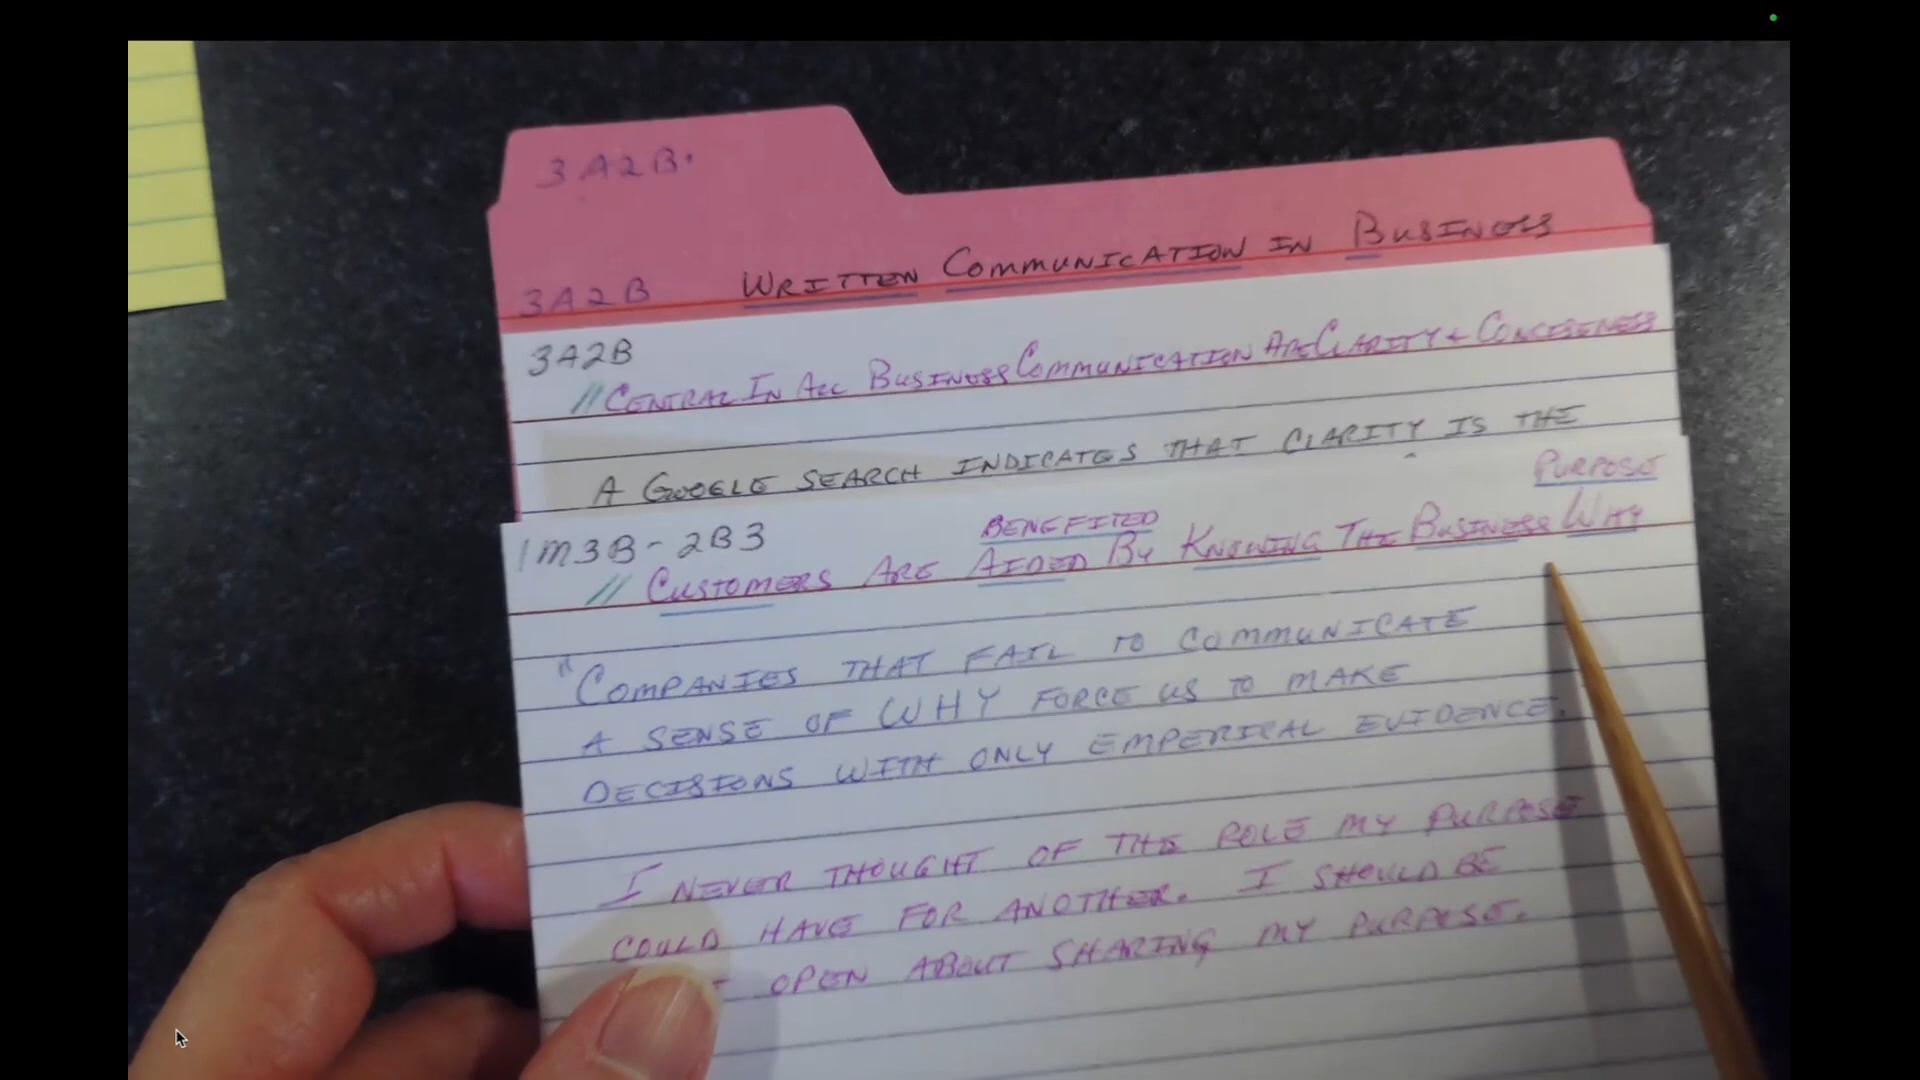 3A2B.
3A2B WRITTEN COMMUNICATION IN BUSINESS
3A2B
// CENTRAL IN ALL BUSINESS COMMUNICATION ARE CLARITY + CONCISENESS
A GOOGLE SEARCH INDICATES THAT CLARITY IS THE
PURPOSE
1M3B-2B3 BENEFITED
// CUSTOMERS ARE AIDED BY KNOWING THE BUSINESS WHY
"COMPANIES THAT FAIL TO COMMUNICATE
A SENSE OF WHY FORCE US TO MAKE
DECISIONS WITH ONLY EMPERICAL EVIDENCE.
I NEVER THOUGHT OF THE ROLE MY PURPOSE
COULD HAVE FOR ANOTHER. I SHOULD BE
OPEN ABOUT SHARING MY PURPOSE.